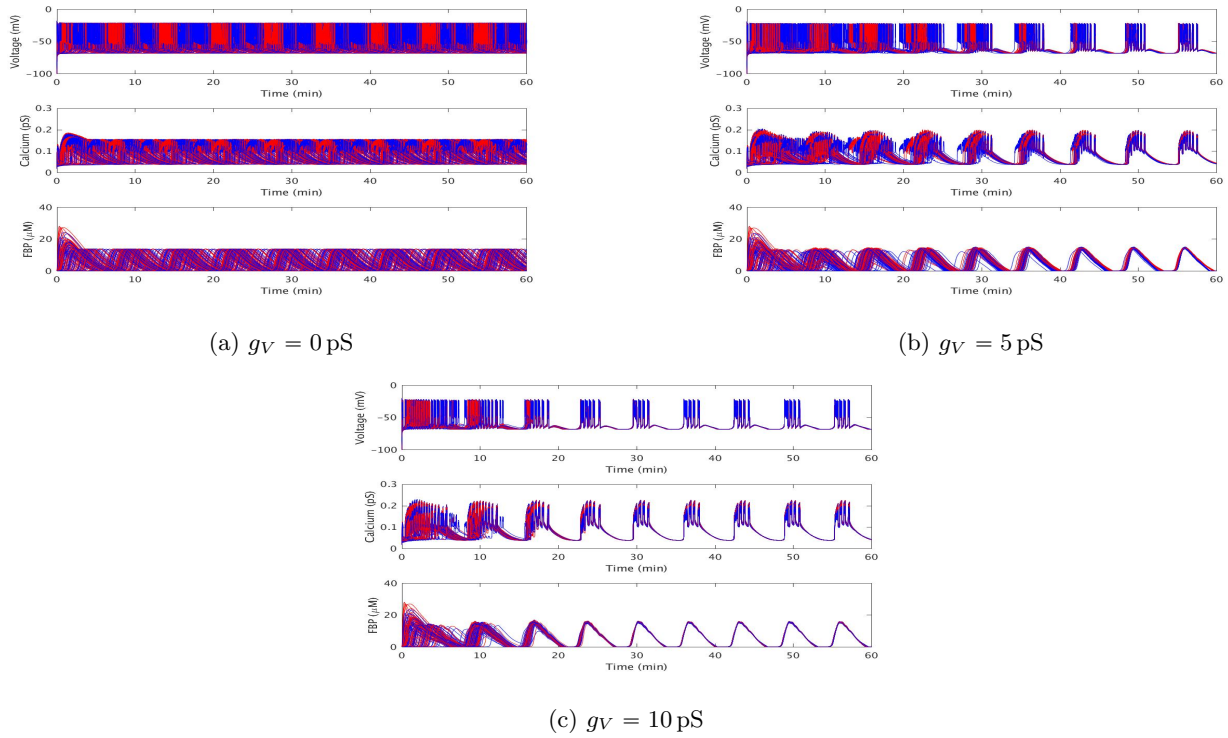 Voltage (mV)
0
−50
−100
0 10 20 30 40 50 60
Time (min)
Calcium (pS)
0.3
0.2
0.1
0
0 10 20 30 40 50 60
Time (min)
FBP (μM)
40
20
0
0 10 20 30 40 50 60
Time (min)
(a) gV = 0 pS
Voltage (mV)
0
−50
−100
0 10 20 30 40 50 60
Time (min)
Calcium (pS)
0.3
0.2
0.1
0
0 10 20 30 40 50 60
Time (min)
FBP (μM)
40
20
0
0 10 20 30 40 50 60
Time (min)
(b) gV = 5 pS
Voltage (mV)
0
−50
−100
0 10 20 30 40 50 60
Time (min)
Calcium (pS)
0.3
0.2
0.1
0
0 10 20 30 40 50 60
Time (min)
FBP (μM)
40
20
0
0 10 20 30 40 50 60
Time (min)
(c) gV = 10 pS